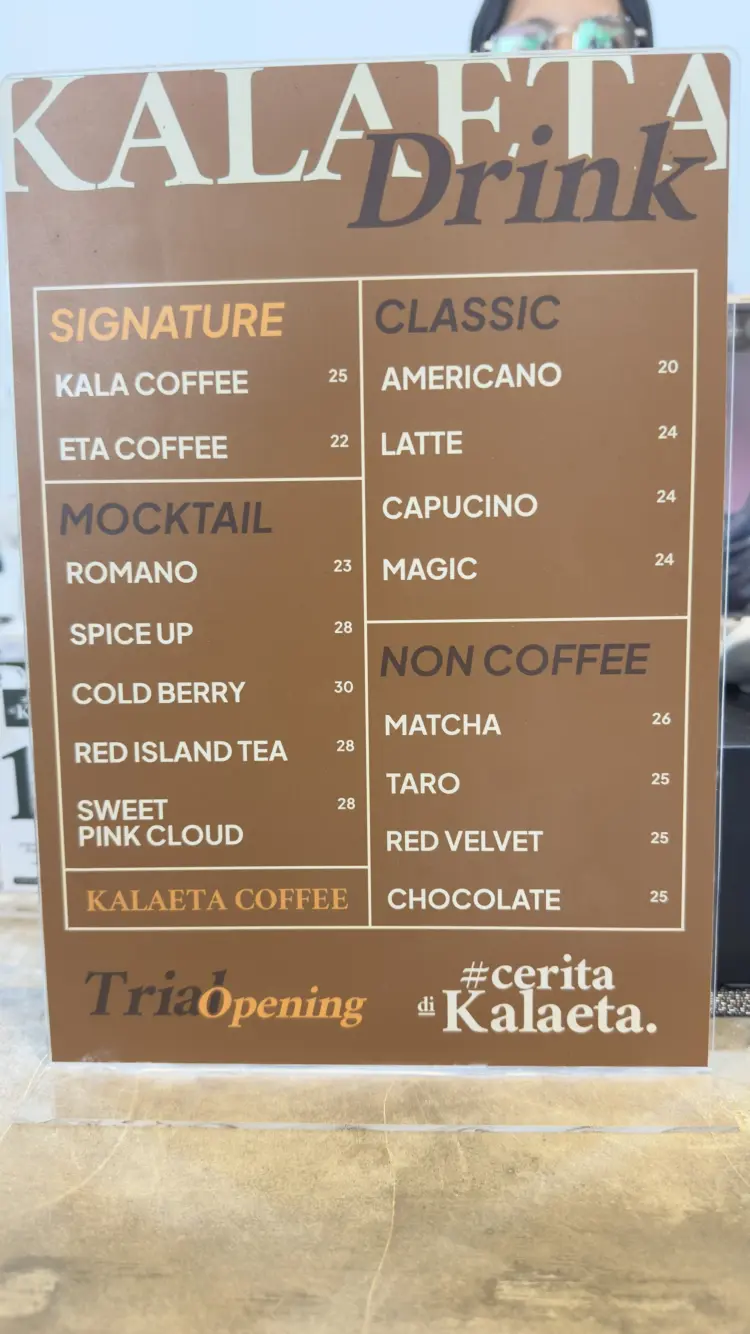 KALAETA
Drink
SIGNATURE
KALA COFFEE 25
ETA COFFEE 22
MOCKTAIL
ROMANO 23
SPICE UP 28
COLD BERRY 30
RED ISLAND TEA 28
SWEET 28
PINK CLOUD
KALAETA COFFEE
CLASSIC
AMERICANO 20
LATTE 24
CAPUCINO 24
MAGIC 24
NON COFFEE
MATCHA 26
TARO 25
RED VELVET 25
CHOCOLATE 25
Trial Opening
#cerita
di Kalaeta.